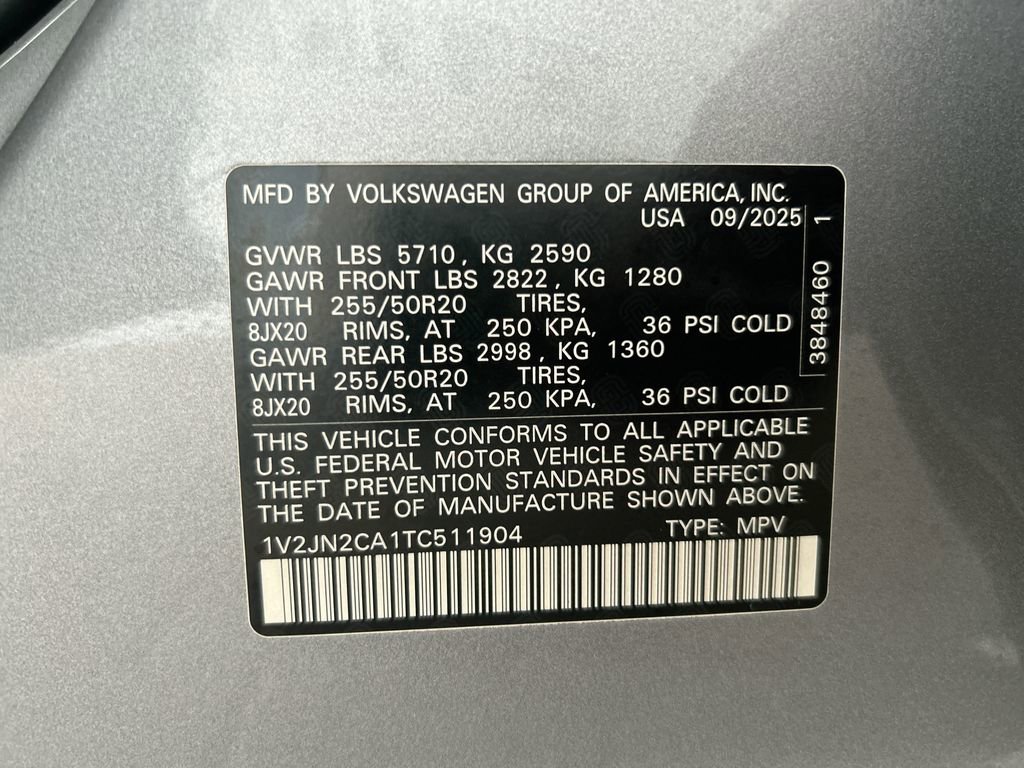 MFD BY VOLKSWAGEN GROUP OF AMERICA, INC.
USA 09/2025
GVWR LBS 5710, KG 2590
GAWR FRONT LBS 2822, KG 1280
WITH 255/50R20 TIRES,
8JX20 RIMS, AT 250 KPA, 36 PSI COLD
GAWR REAR LBS 2998, KG 1360
WITH 255/50R20 TIRES,
8JX20 RIMS, AT 250 KPA, 36 PSI COLD
3848460 1
THIS VEHICLE CONFORMS TO ALL APPLICABLE
U.S. FEDERAL MOTOR VEHICLE SAFETY AND
THEFT PREVENTION STANDARDS IN EFFECT ON
THE DATE OF MANUFACTURE SHOWN ABOVE.
1V2JN2CA1TC511904 TYPE: MPV